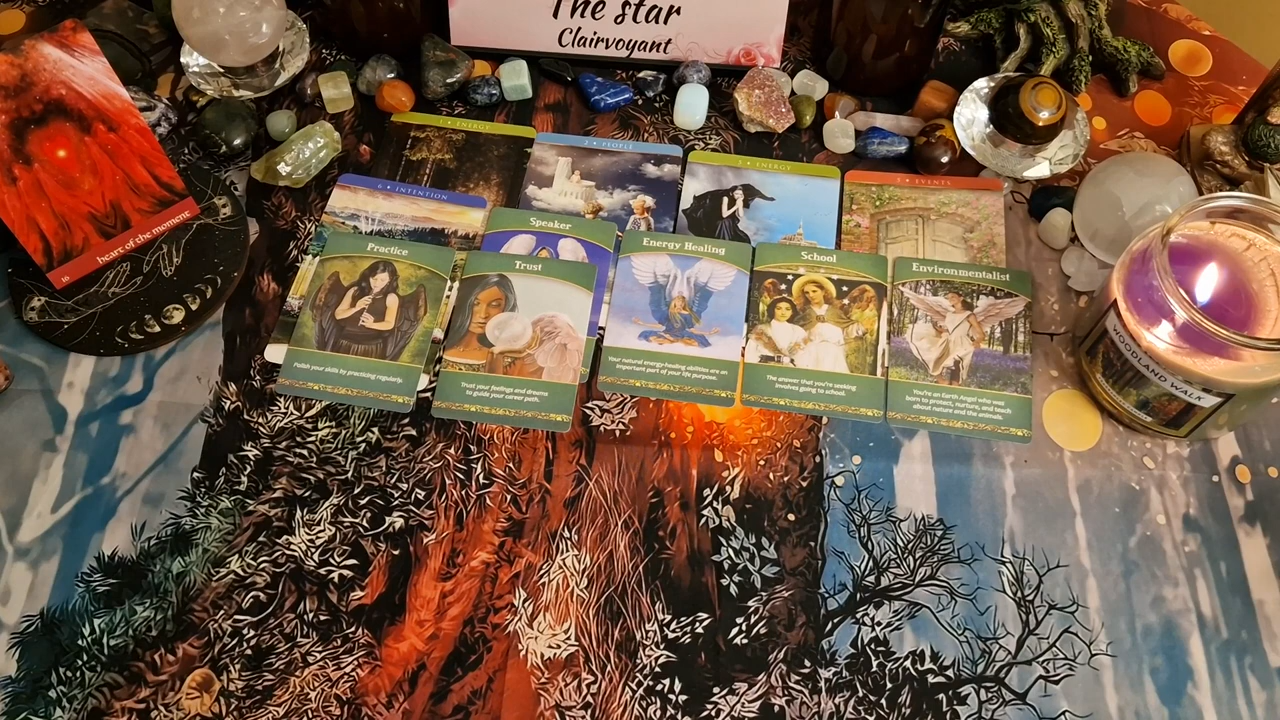 The star
Clairvoyant
1 • ENERGY
2 • PEOPLE
3 • ENERGY
5 • EVENTS
6 • INTENTION
16
heart of the moment
Speaker
Practice
Polish your skills by practicing regularly.
Trust
Trust your feelings and dreams
to guide your career path.
Energy Healing
Your natural energy-healing abilities are an
important part of your life purpose.
School
The answer that you're seeking
involves going to school.
Environmentalist
You're an Earth Angel who was
born to protect, nurture, and teach
about nature and the animals.
WOODLAND WALK